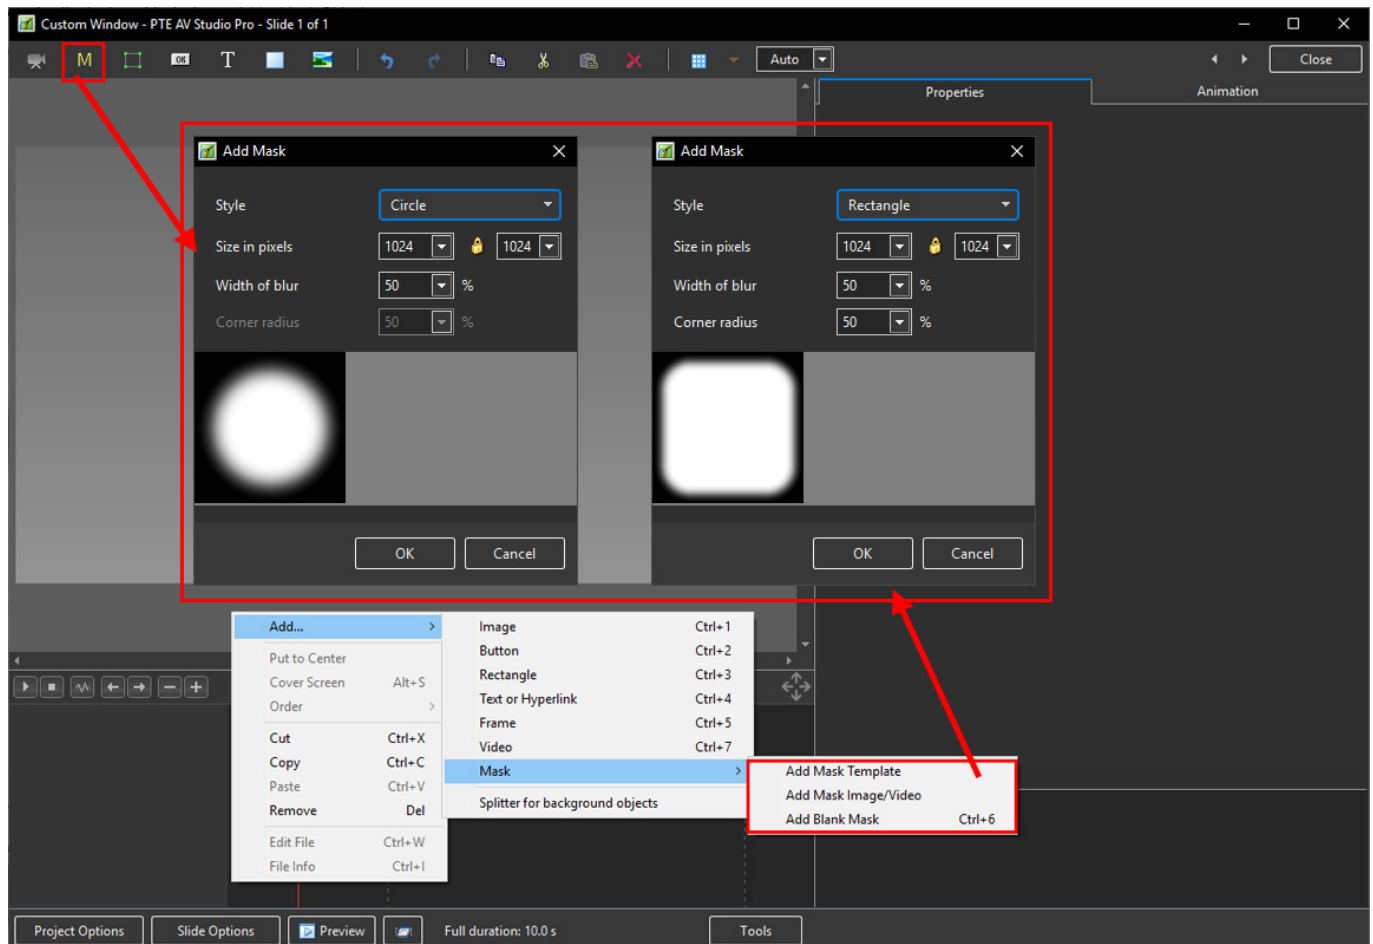 Custom Window - PTE AV Studio Pro - Slide 1 of 1
M OK T Auto Close
Properties Animation
Add Mask
Style Circle
Size in pixels 1024 1024
Width of blur 50 %
Corner radius 50 %
OK Cancel
Add Mask
Style Rectangle
Size in pixels 1024 1024
Width of blur 50 %
Corner radius 50 %
OK Cancel
Add...
Put to Center
Cover Screen Alt+S
Order
Cut Ctrl+X
Copy Ctrl+C
Paste Ctrl+V
Remove Del
Edit File Ctrl+W
File Info Ctrl+I
Image Ctrl+1
Button Ctrl+2
Rectangle Ctrl+3
Text or Hyperlink Ctrl+4
Frame Ctrl+5
Video Ctrl+7
Mask
Splitter for background objects
Add Mask Template
Add Mask Image/Video
Add Blank Mask Ctrl+6
Project Options Slide Options Preview Full duration: 10.0 s Tools